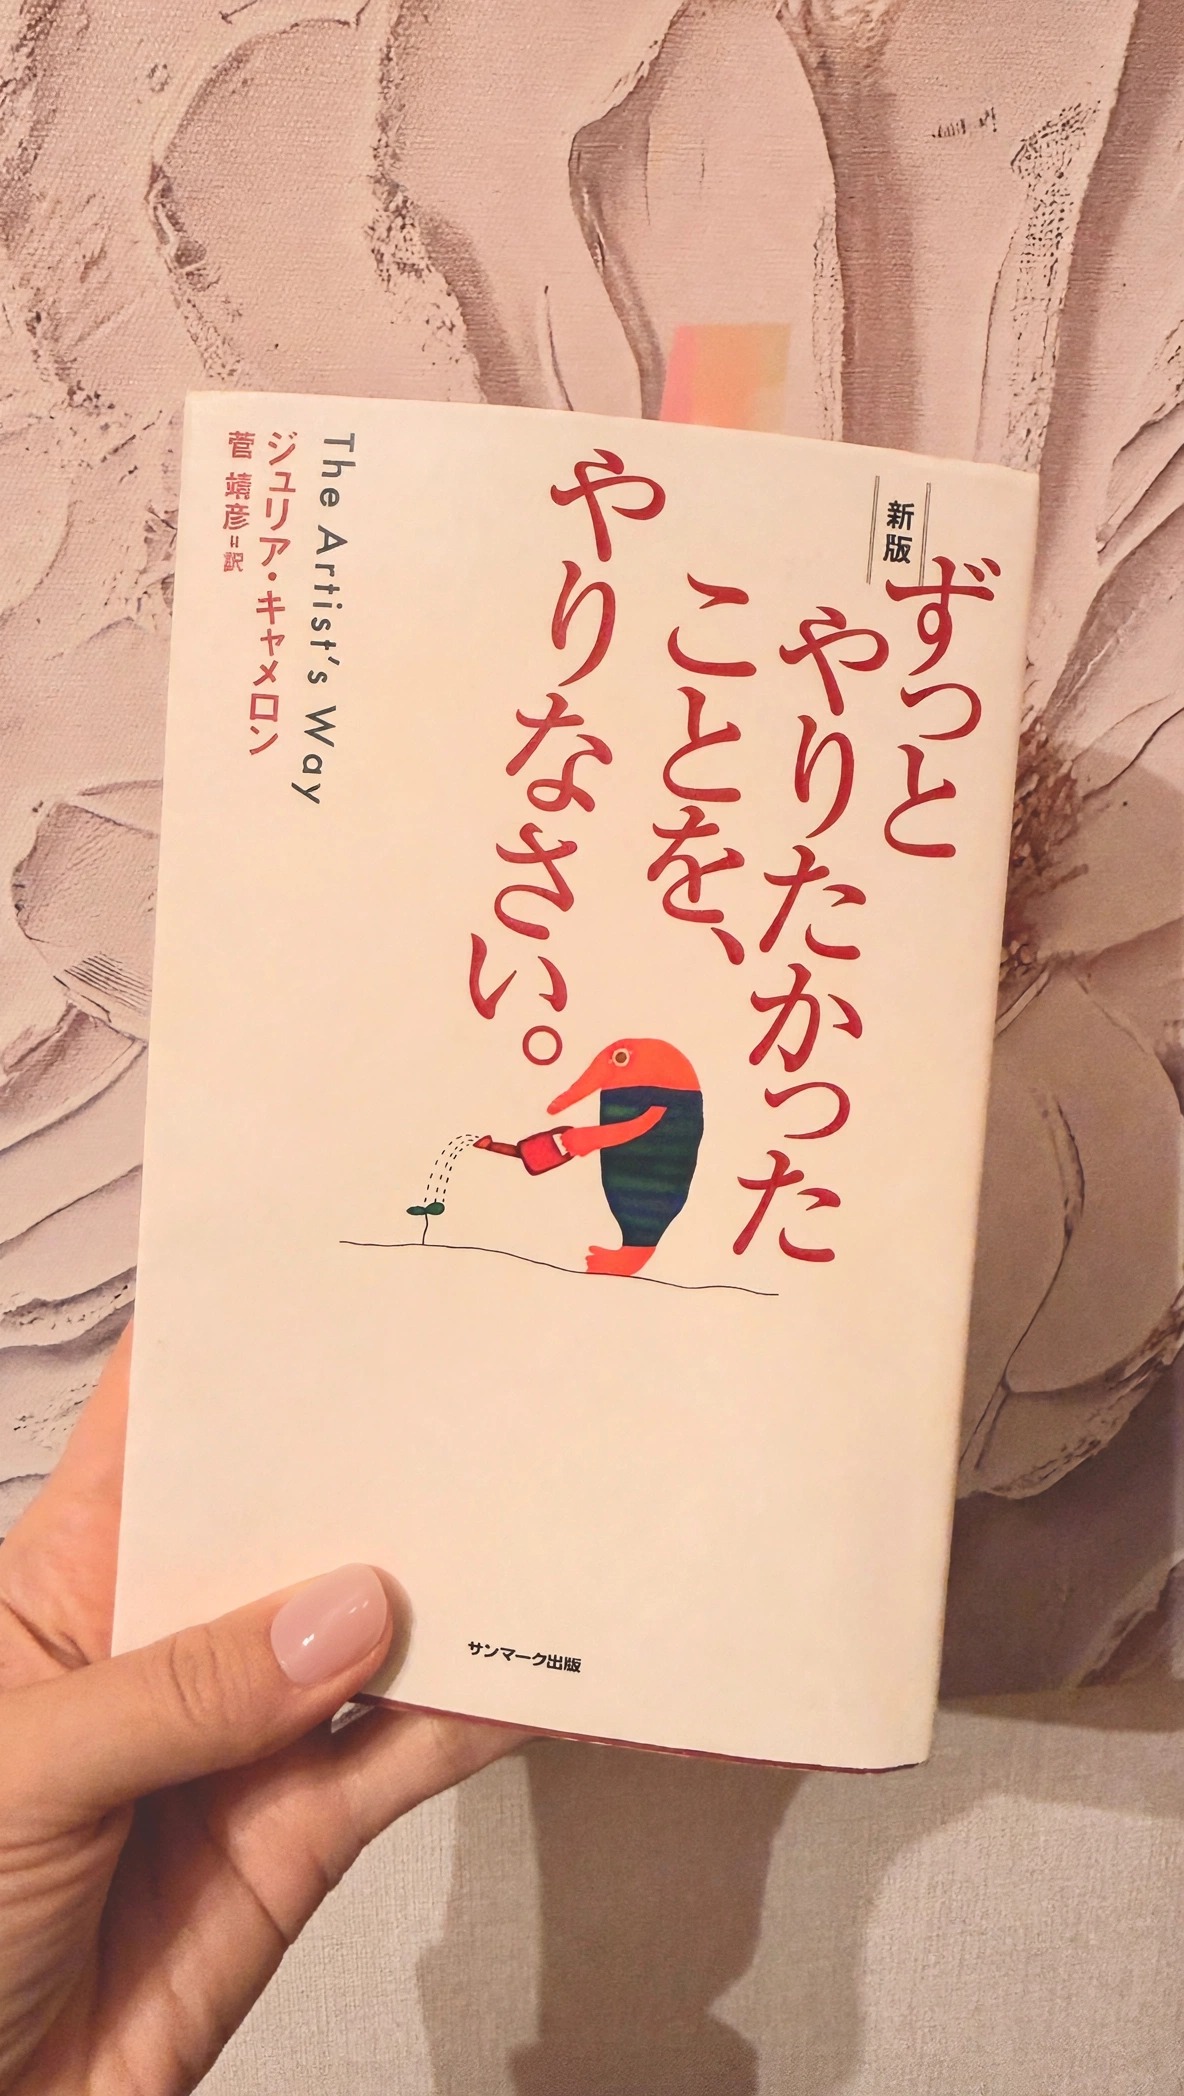 新版
ずっと
やりたかった
ことを、
やりなさい。
The Artist's Way
ジュリア・キャメロン
菅 靖彦=訳
サンマーク出版